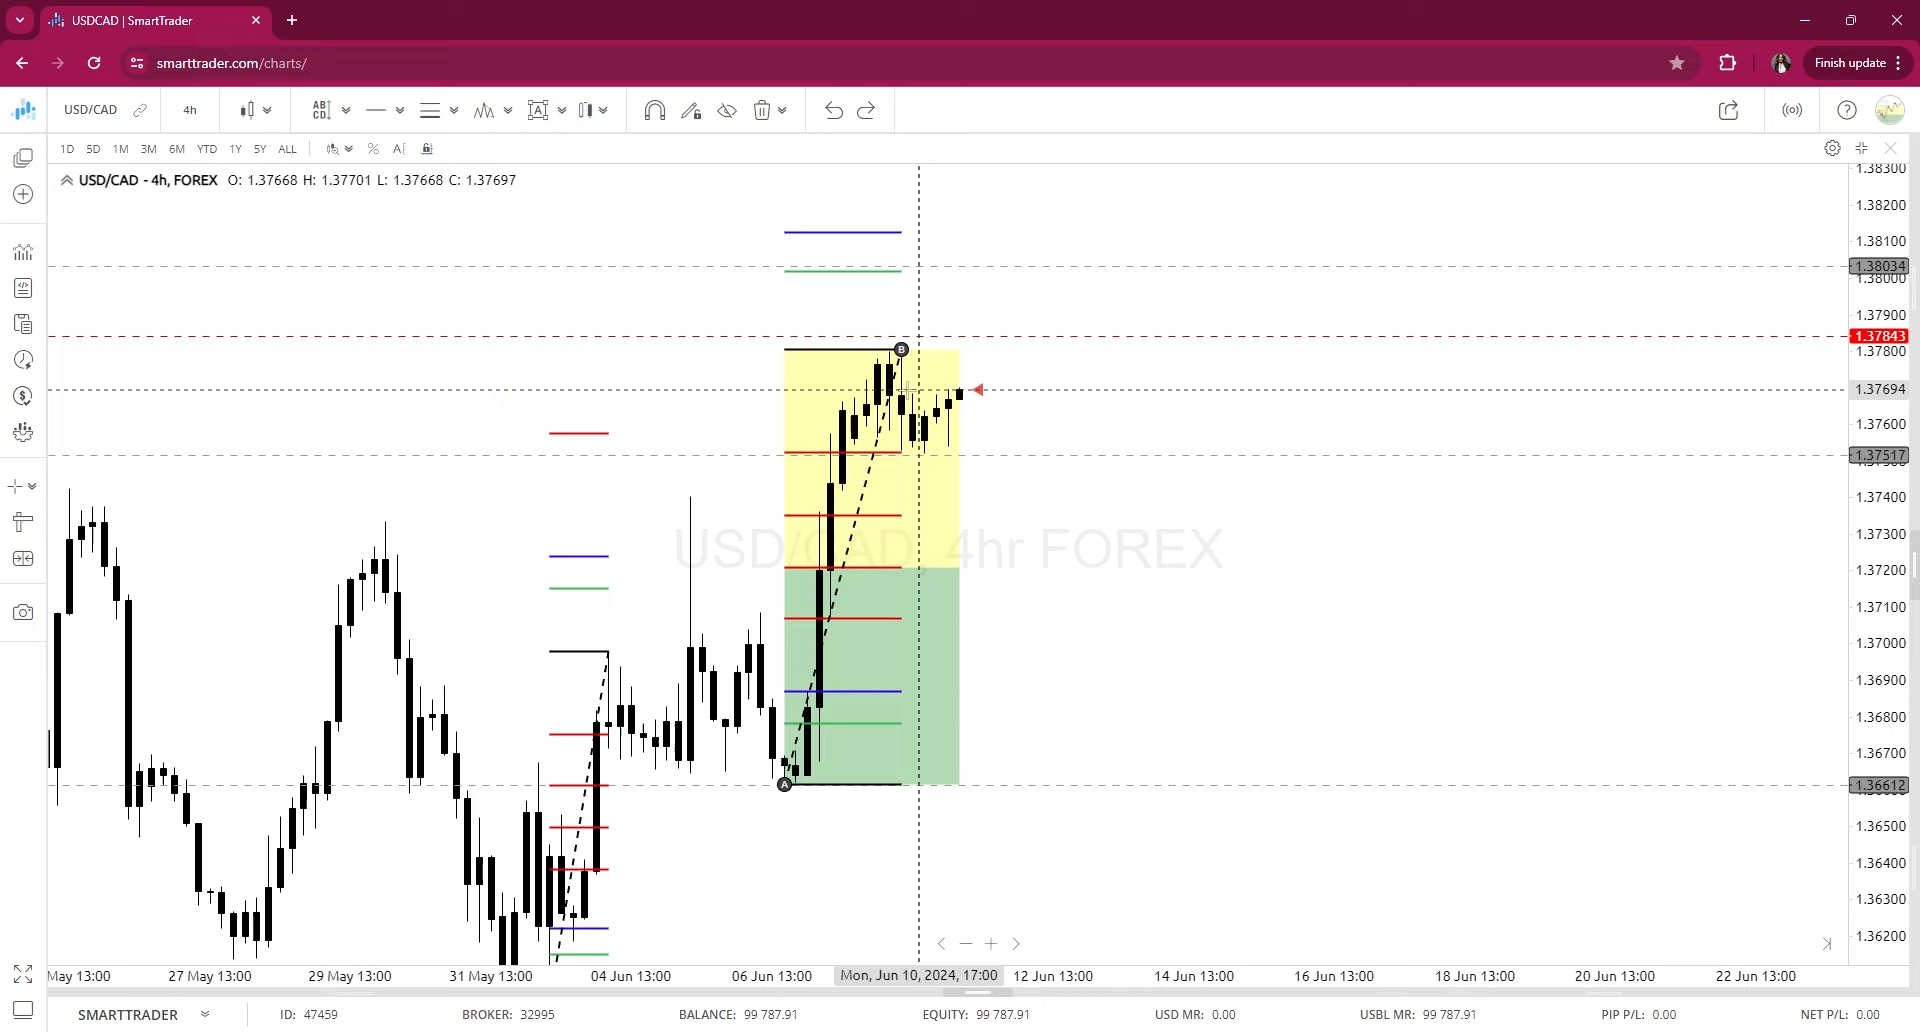 USDCAD | SmartTrader
smarttrader.com/charts/
Finish update
USD/CAD
4h
AB
CD
A
1D 5D 1M 3M 6M YTD 1Y 5Y ALL % A
USD/CAD - 4h, FOREX O: 1.37668 H: 1.37701 L: 1.37668 C: 1.37697
1.38300
1.38200
1.38100
1.38034
1.38000
1.37900
1.37843
1.37800
1.37694
1.37600
1.37517
1.37400
1.37300
1.37200
1.37100
1.37000
1.36900
1.36800
1.36700
1.36612
1.36500
1.36400
1.36300
1.36200
B
A
USD/CAD, 4hr FOREX
May 13:00 27 May 13:00 29 May 13:00 31 May 13:00 04 Jun 13:00 06 Jun 13:00 Mon, Jun 10, 2024, 17:00 12 Jun 13:00 14 Jun 13:00 16 Jun 13:00 18 Jun 13:00 20 Jun 13:00 22 Jun 13:00
SMARTTRADER ID: 47459 BROKER: 32995 BALANCE: 99 787.91 EQUITY: 99 787.91 USD MR: 0.00 USBL MR: 99 787.91 PIP P/L: 0.00 NET P/L: 0.00